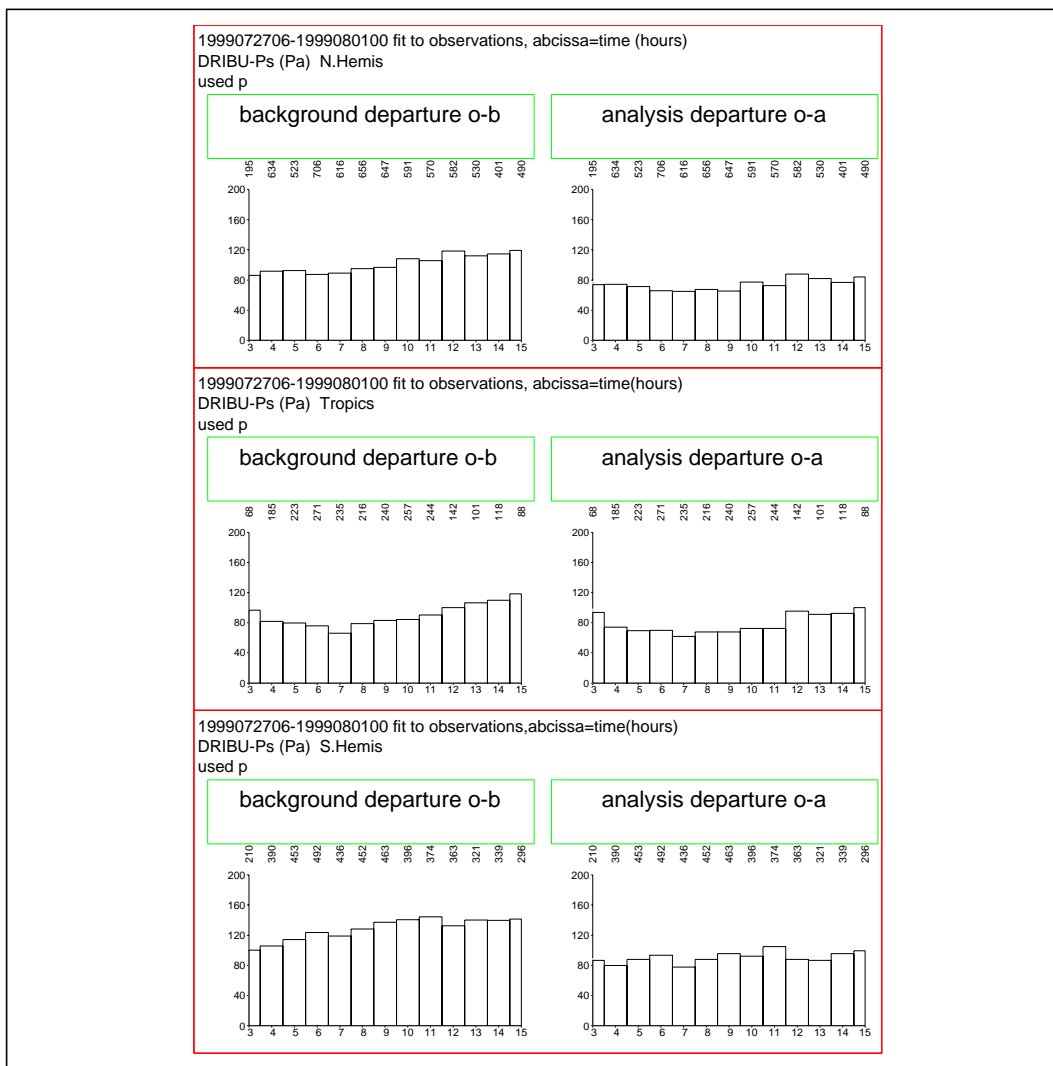 1999072706-1999080100 fit to observations, abcissa=time (hours)
DRIBU-Ps (Pa) N.Hemis
used p
background departure o-b
analysis departure o-a
195 634 523 706 616 656 647 591 570 582 530 401 490
195 634 523 706 616 656 647 591 570 582 530 401 490
200
160
120
80
40
0
3 4 5 6 7 8 9 10 11 12 13 14 15
200
160
120
80
40
0
3 4 5 6 7 8 9 10 11 12 13 14 15
1999072706-1999080100 fit to observations, abcissa=time(hours)
DRIBU-Ps (Pa) Tropics
used p
background departure o-b
analysis departure o-a
68 185 223 271 235 216 240 257 244 142 101 118 88
68 185 223 271 235 216 240 257 244 142 101 118 88
200
160
120
80
40
0
3 4 5 6 7 8 9 10 11 12 13 14 15
200
160
120
80
40
0
3 4 5 6 7 8 9 10 11 12 13 14 15
1999072706-1999080100 fit to observations,abcissa=time(hours)
DRIBU-Ps (Pa) S.Hemis
used p
background departure o-b
analysis departure o-a
210 390 453 492 436 452 463 396 374 363 321 339 296
210 390 453 492 436 452 463 396 374 363 321 339 296
200
160
120
80
40
0
3 4 5 6 7 8 9 10 11 12 13 14 15
200
160
120
80
40
0
3 4 5 6 7 8 9 10 11 12 13 14 15